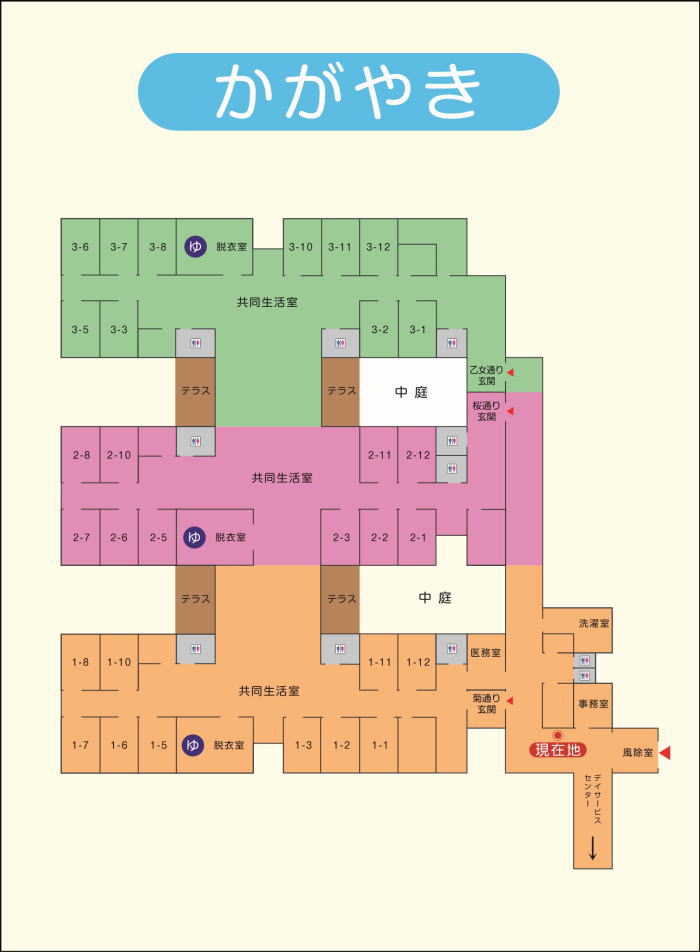 かがやき
3-6 3-7 3-8 ゆ 脱衣室 3-10 3-11 3-12
共同生活室
3-5 3-3 3-2 3-1
テラス テラス 中庭
乙女通り
玄関
桜通り
玄関
2-8 2-10 2-11 2-12
共同生活室
2-7 2-6 2-5 ゆ 脱衣室 2-3 2-2 2-1
テラス テラス 中庭
洗濯室
1-8 1-10 1-11 1-12 医務室
共同生活室
菊通り
玄関
事務室
1-7 1-6 1-5 ゆ 脱衣室 1-3 1-2 1-1
現在地
風除室
デイサービス
センター